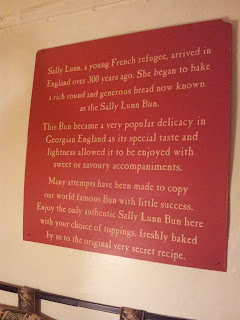 Sally Lunn, a young French refugee, arrived in
England over 300 years ago. She began to bake
a rich round and generous bread now known
as the Sally Lunn Bun.
This Bun became a very popular delicacy in
Georgian England as its special taste and
lightness allowed it to be enjoyed with
sweet or savoury accompaniments.
Many attempts have been made to copy
our world famous Bun with little success.
Enjoy the only authentic Sally Lunn Bun here
with your choice of toppings, freshly baked
by us to the original very secret recipe.